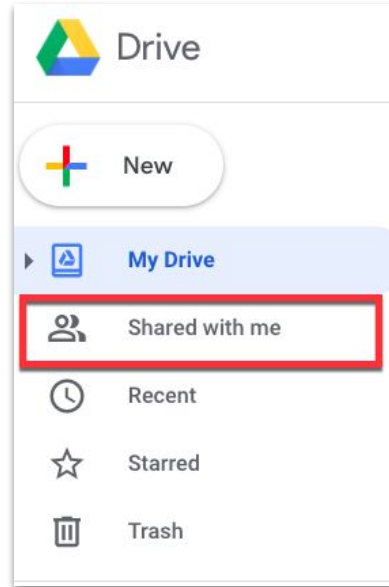 Drive
New
My Drive
Shared with me
Recent
Starred
Trash